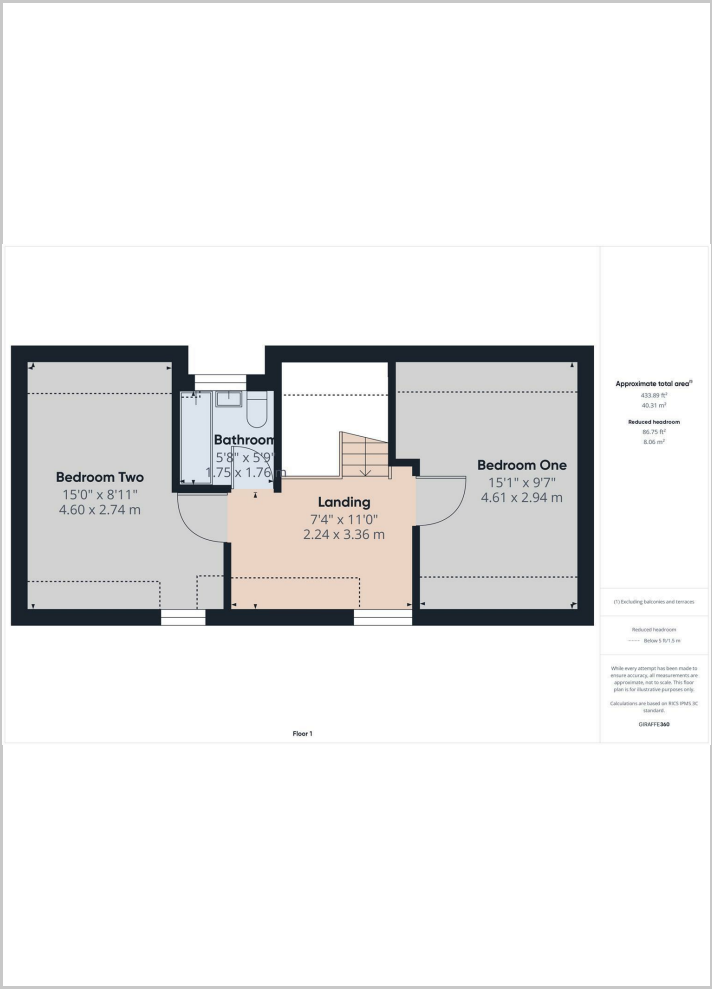 Bedroom Two
15'0" x 8'11"
4.60 x 2.74 m
Bathroom
5'8" x 5'9"
1.75 x 1.76 m
Landing
7'4" x 11'0"
2.24 x 3.36 m
Bedroom One
15'1" x 9'7"
4.61 x 2.94 m
Floor 1
Approximate total area⁽¹⁾
433.89 ft²
40.31 m²
Reduced headroom
86.75 ft²
8.06 m²
(1) Excluding balconies and terraces
Reduced headroom
Below 5 ft/1.5 m
While every attempt has been made to
ensure accuracy, all measurements are
approximate, not to scale. This floor
plan is for illustrative purposes only.
Calculations are based on RICS IPMS 3C
standard.
GIRAFFE360